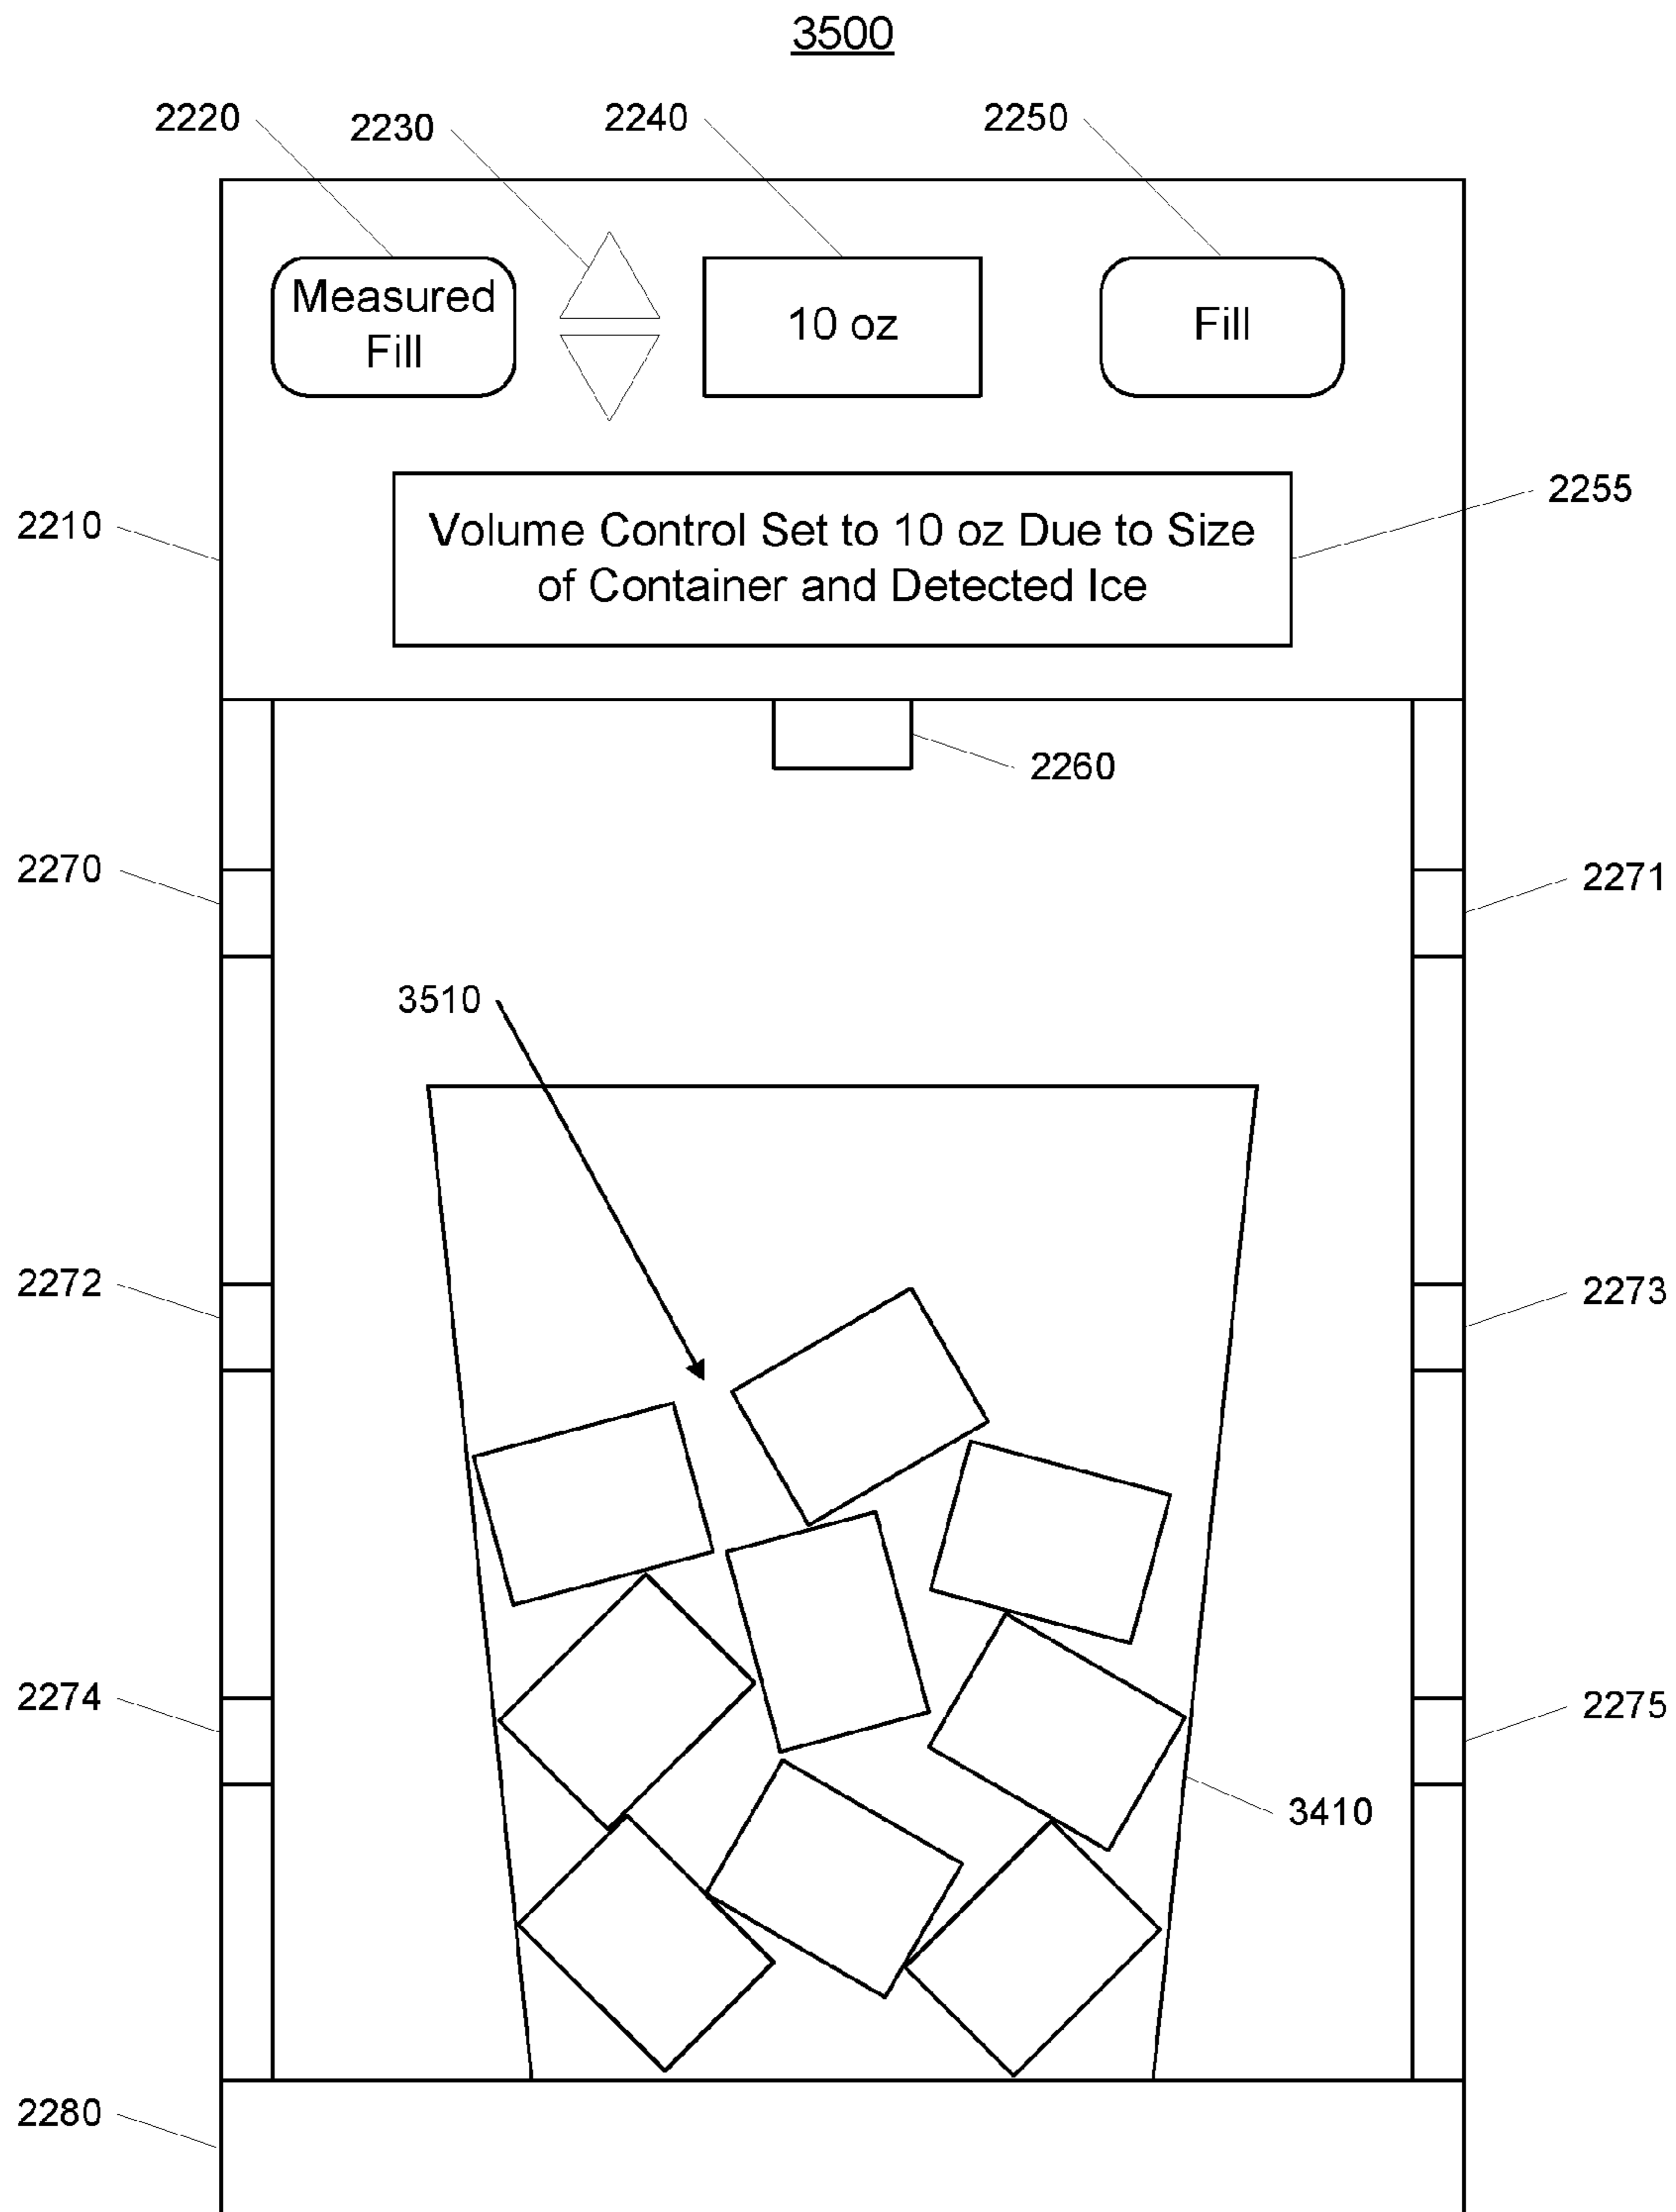 3500
2220
2230
2240
2250
Measured
Fill
10 oz
Fill
2255
2210
Volume Control Set to 10 oz Due to Size
of Container and Detected Ice
2260
2270
2271
3510
2272
2273
2274
2275
3410
2280